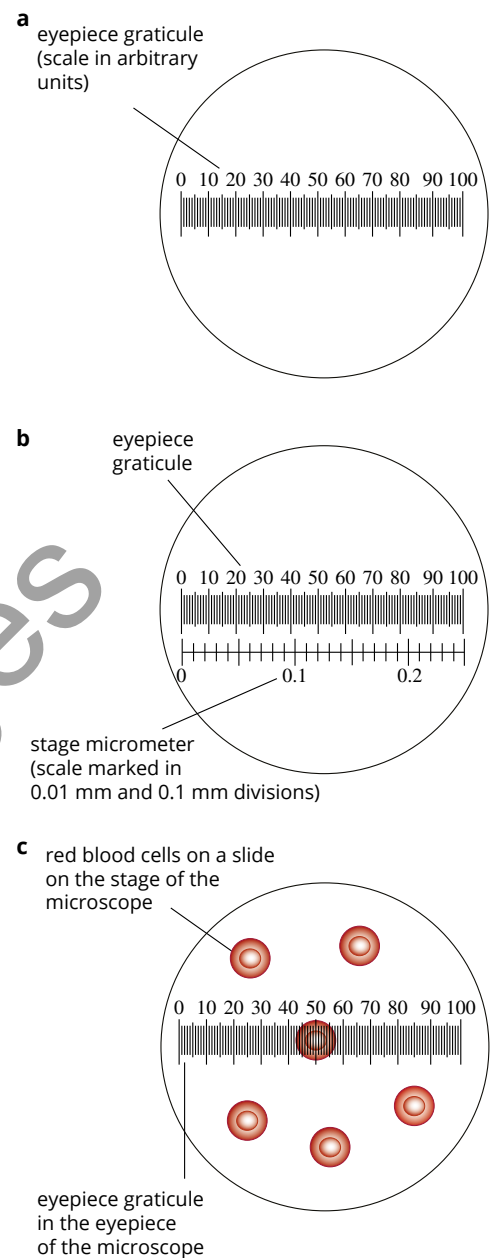 a
eyepiece graticule
(scale in arbitrary
units)
0 10 20 30 40 50 60 70 80 90 100
b
eyepiece
graticule
0 10 20 30 40 50 60 70 80 90 100
0 0.1 0.2
stage micrometer
(scale marked in
0.01 mm and 0.1 mm divisions)
c
red blood cells on a slide
on the stage of the
microscope
0 10 20 30 40 50 60 70 80 90 100
eyepiece graticule
in the eyepiece
of the microscope